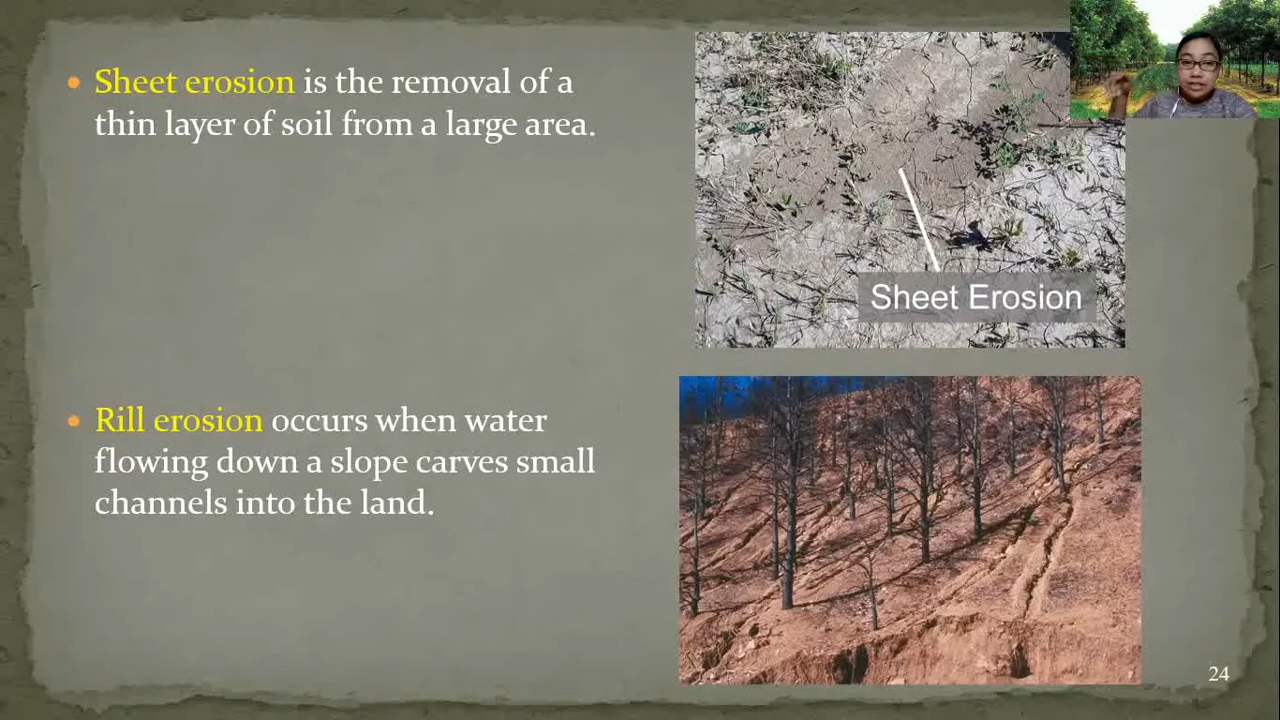 Sheet erosion is the removal of a
thin layer of soil from a large area.
Sheet Erosion
Rill erosion occurs when water
flowing down a slope carves small
channels into the land.
24